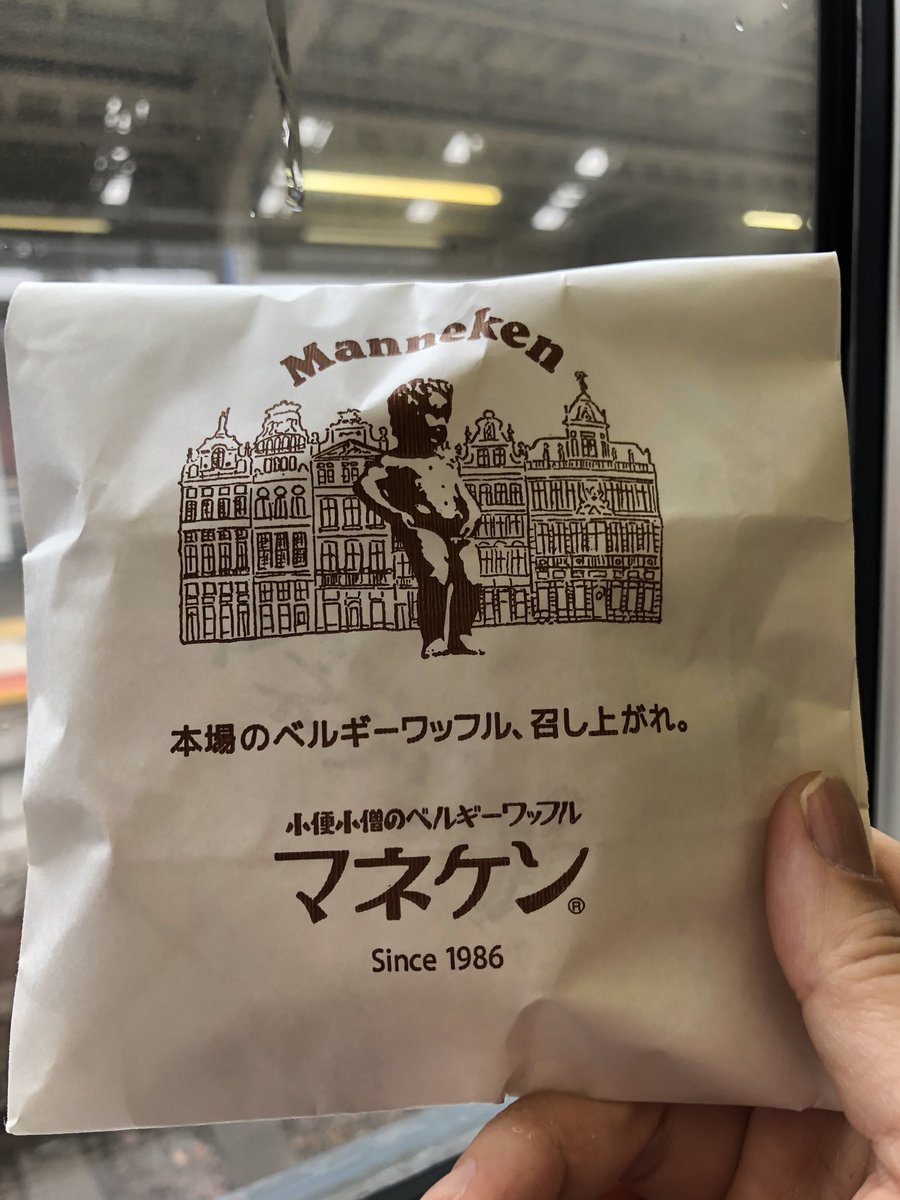 Manneken
本場のベルギーワッフル、召し上がれ。
小便小僧のベルギーワッフル
マネケン®
Since 1986